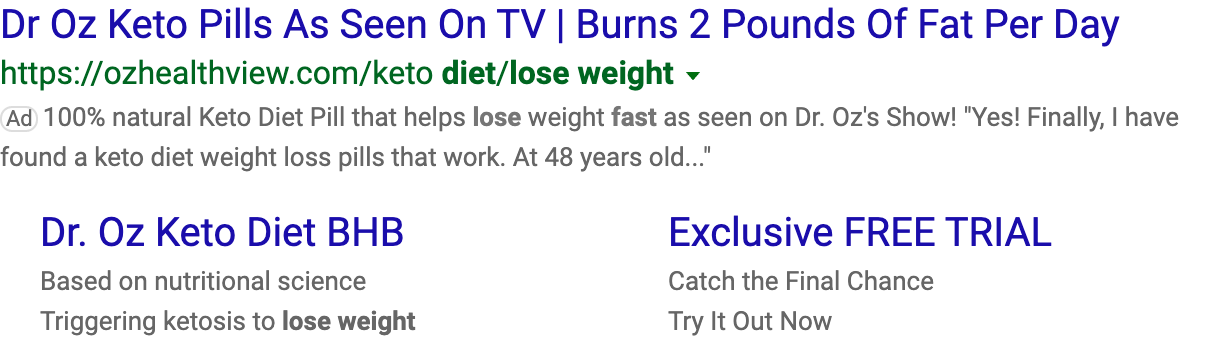 Dr Oz Keto Pills As Seen On TV | Burns 2 Pounds Of Fat Per Day
https://ozhealthview.com/keto diet/lose weight
Ad 100% natural Keto Diet Pill that helps lose weight fast as seen on Dr. Oz's Show! "Yes! Finally, I have
found a keto diet weight loss pills that work. At 48 years old..."
Dr. Oz Keto Diet BHB
Based on nutritional science
Triggering ketosis to lose weight
Exclusive FREE TRIAL
Catch the Final Chance
Try It Out Now